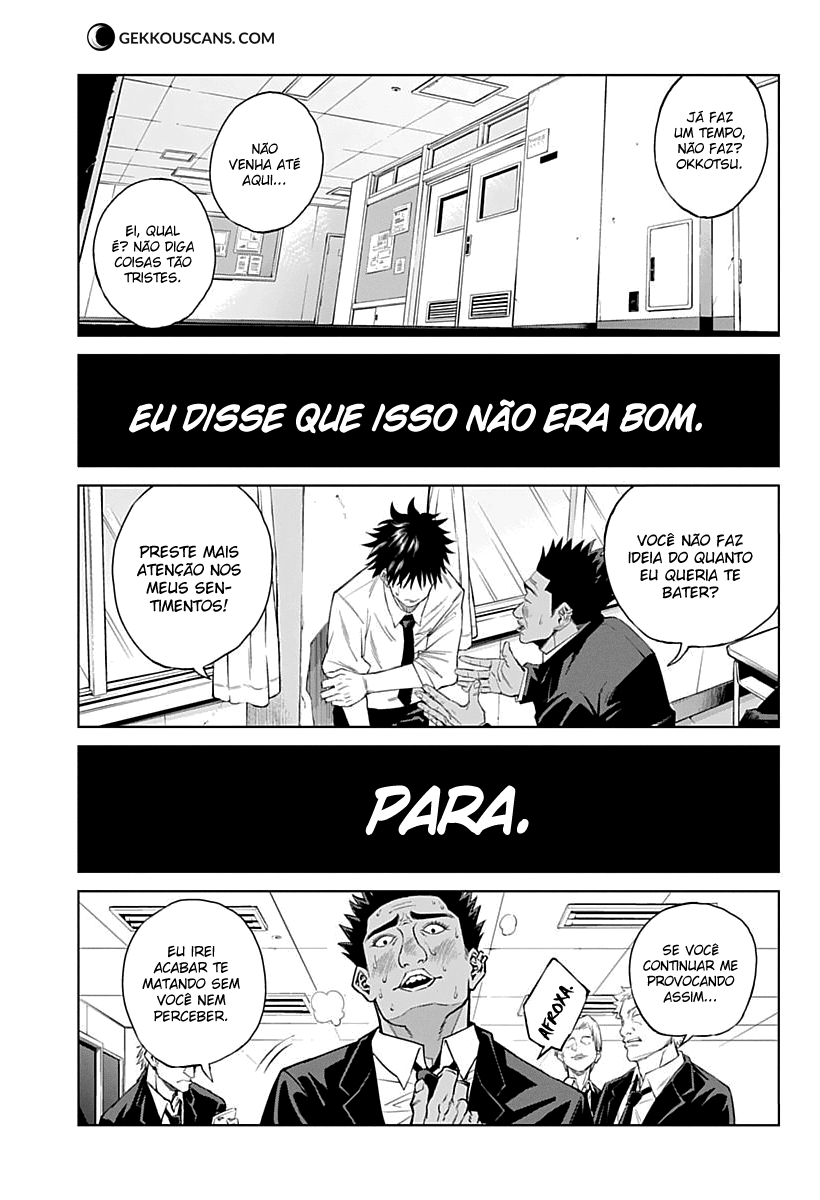 GEKKOUSCANS.COM
JÁ FAZ
UM TEMPO,
NÃO FAZ?
OKKOTSU.
NÃO
VENHA ATÉ
AQUI...
EI, QUAL
É? NÃO DIGA
COISAS TÃO
TRISTES.
EU DISSE QUE ISSO NÃO ERA BOM.
VOCÊ NÃO FAZ
IDEIA DO QUANTO
EU QUERIA TE
BATER?
PRESTE MAIS
ATENÇÃO NOS
MEUS SEN-
TIMENTOS!
PARA.
SE VOCÊ
CONTINUAR ME
PROVOCANDO
ASSIM...
AFROXA.
EU IREI
ACABAR TE
MATANDO SEM
VOCÊ NEM
PERCEBER.